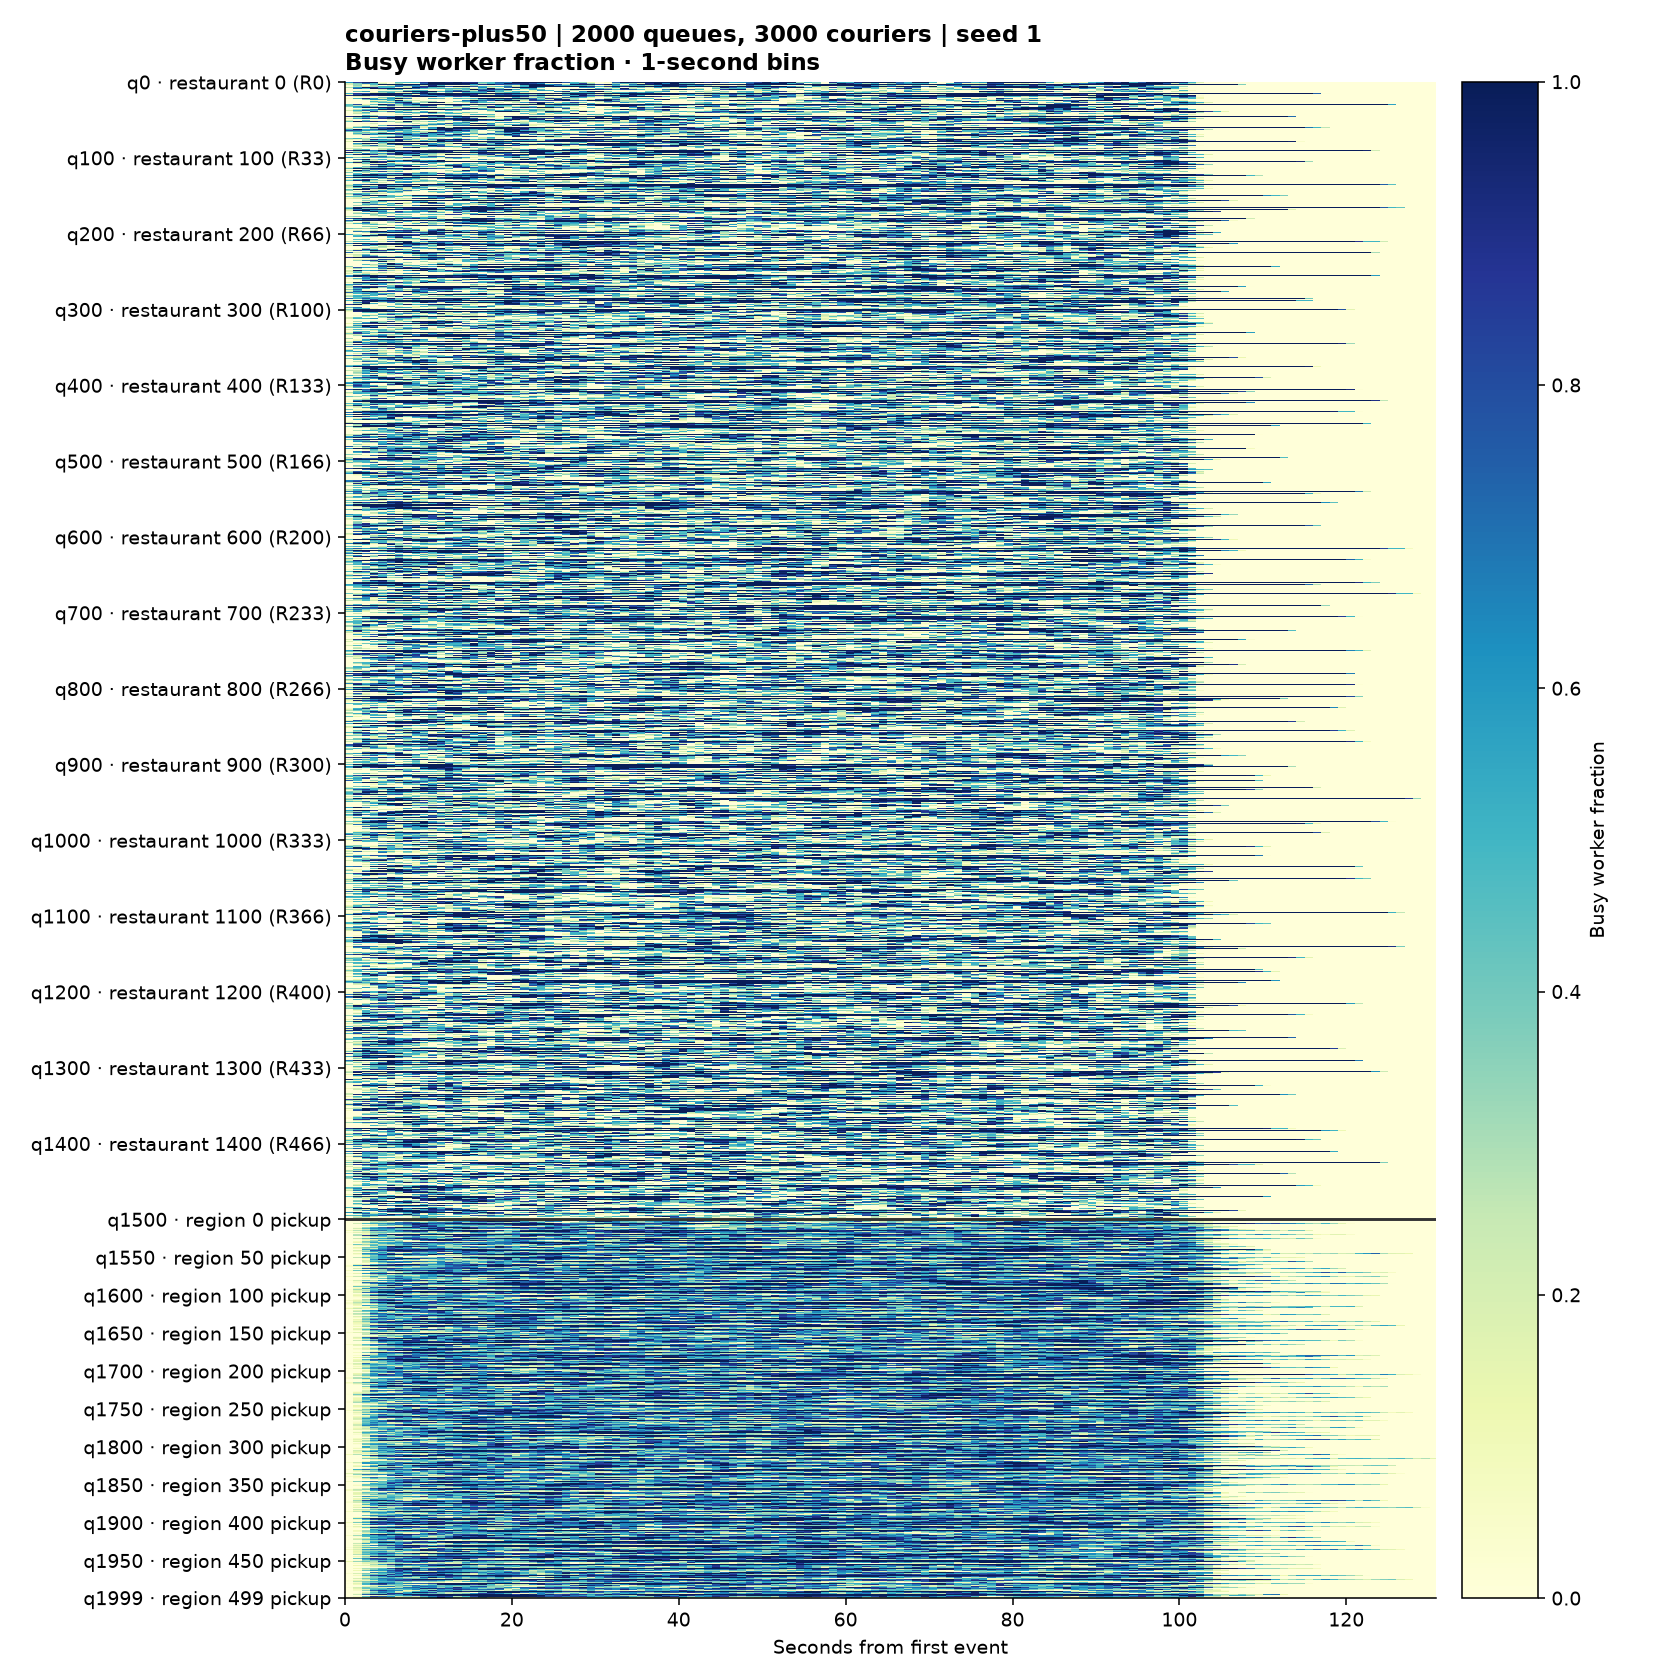 couriers-plus50 | 2000 queues, 3000 couriers | seed 1
Busy worker fraction · 1-second bins
q0 · restaurant 0 (R0)
q100 · restaurant 100 (R33)
q200 · restaurant 200 (R66)
q300 · restaurant 300 (R100)
q400 · restaurant 400 (R133)
q500 · restaurant 500 (R166)
q600 · restaurant 600 (R200)
q700 · restaurant 700 (R233)
q800 · restaurant 800 (R266)
q900 · restaurant 900 (R300)
q1000 · restaurant 1000 (R333)
q1100 · restaurant 1100 (R366)
q1200 · restaurant 1200 (R400)
q1300 · restaurant 1300 (R433)
q1400 · restaurant 1400 (R466)
q1500 · region 0 pickup
q1550 · region 50 pickup
q1600 · region 100 pickup
q1650 · region 150 pickup
q1700 · region 200 pickup
q1750 · region 250 pickup
q1800 · region 300 pickup
q1850 · region 350 pickup
q1900 · region 400 pickup
q1950 · region 450 pickup
q1999 · region 499 pickup
0 20 40 60 80 100 120
Seconds from first event
1.0
0.8
0.6
0.4
0.2
0.0
Busy worker fraction